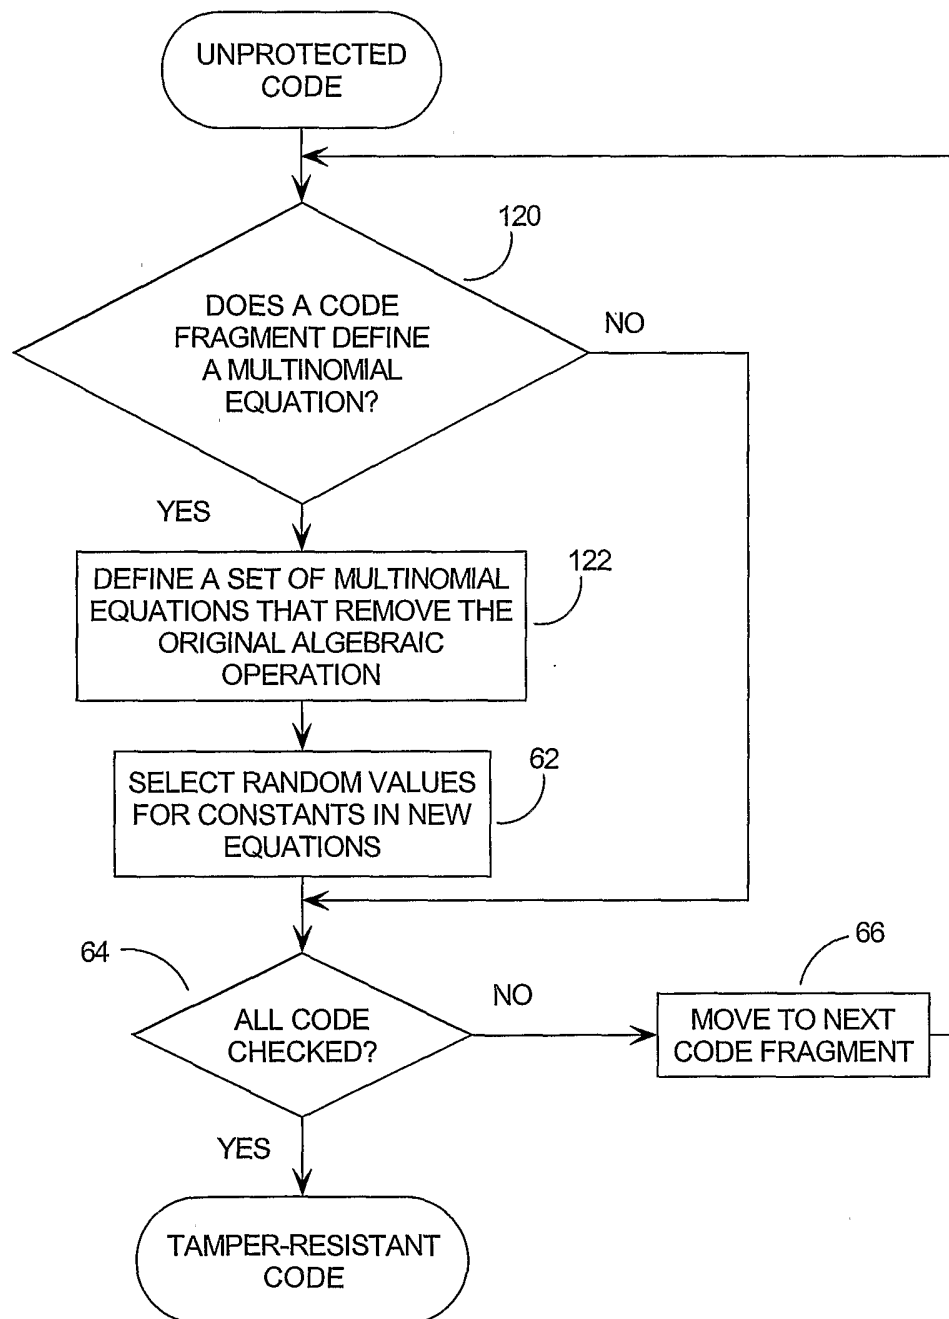 UNPROTECTED
CODE
120
DOES A CODE
FRAGMENT DEFINE
A MULTINOMIAL
EQUATION?
NO
YES
DEFINE A SET OF MULTINOMIAL
EQUATIONS THAT REMOVE THE
ORIGINAL ALGEBRAIC
OPERATION
122
SELECT RANDOM VALUES
FOR CONSTANTS IN NEW
EQUATIONS
62
64
ALL CODE
CHECKED?
NO
66
MOVE TO NEXT
CODE FRAGMENT
YES
TAMPER-RESISTANT
CODE